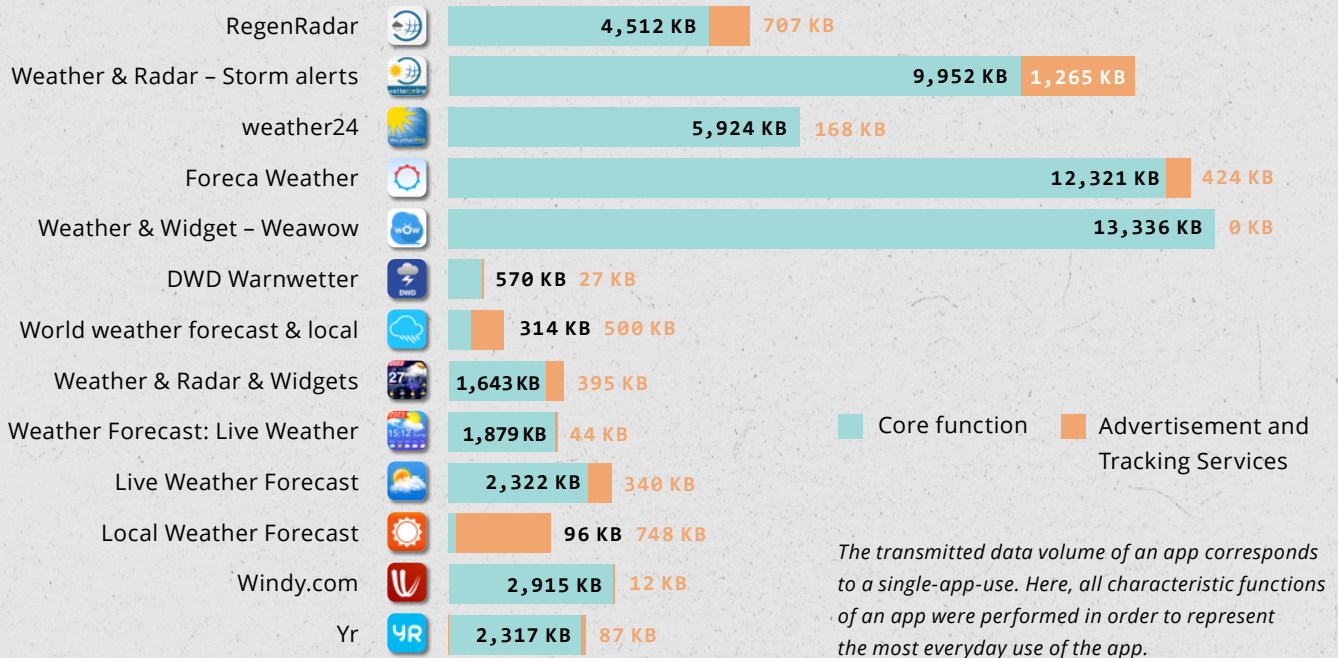 RegenRadar 4,512 KB 707 KB
Weather & Radar – Storm alerts 9,952 KB 1,265 KB
weather24 5,924 KB 168 KB
Foreca Weather 12,321 KB 424 KB
Weather & Widget – Weawow wow 13,336 KB 0 KB
DWD Warnwetter DWD 570 KB 27 KB
World weather forecast & local 314 KB 500 KB
Weather & Radar & Widgets 27 1,643 KB 395 KB
Weather Forecast: Live Weather 15:12 1,879 KB 44 KB
Live Weather Forecast 2,322 KB 340 KB
Local Weather Forecast 96 KB 748 KB
Windy.com 2,915 KB 12 KB
Yr YR 2,317 KB 87 KB
Core function
Advertisement and
Tracking Services
The transmitted data volume of an app corresponds
to a single-app-use. Here, all characteristic functions
of an app were performed in order to represent
the most everyday use of the app.